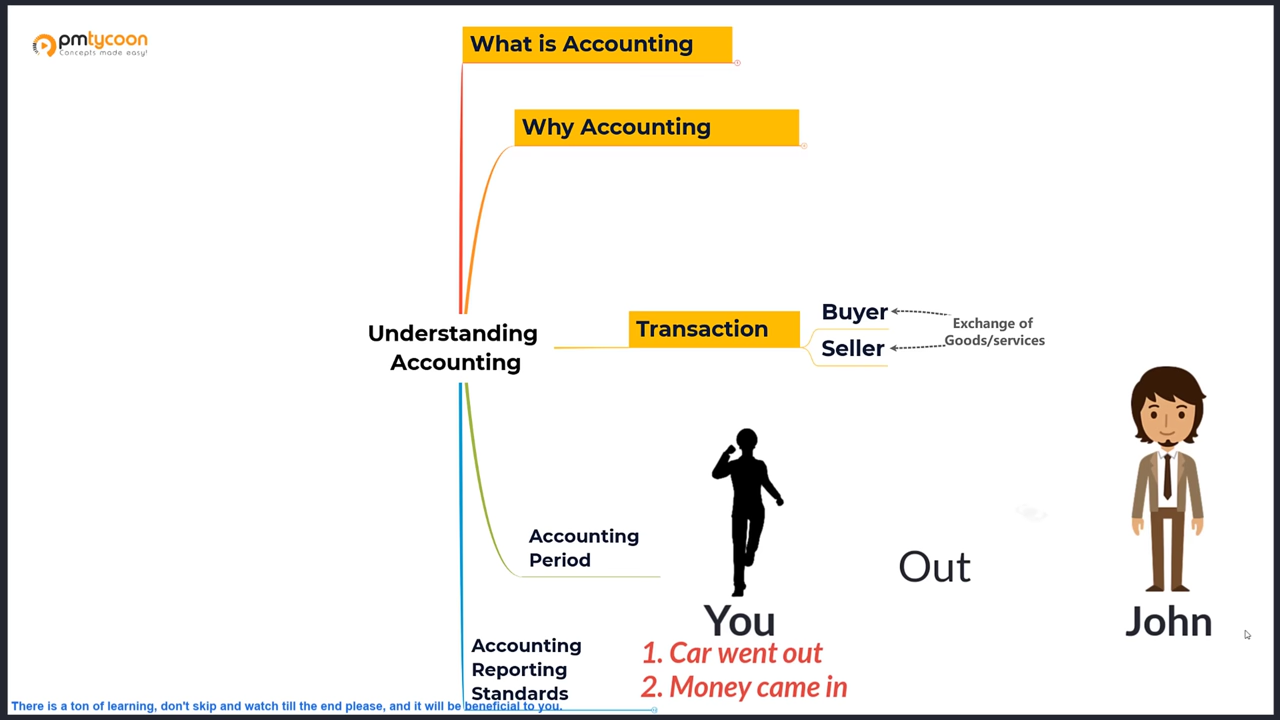 pmtycoon
Concepts made easy!
What is Accounting
Why Accounting
Understanding
Accounting
Transaction
Buyer
Seller
Exchange of
Goods/services
Accounting
Period
Out
You
John
Accounting
Reporting
Standards
1. Car went out
2. Money came in
There is a ton of learning, don't skip and watch till the end please, and it will be beneficial to you.